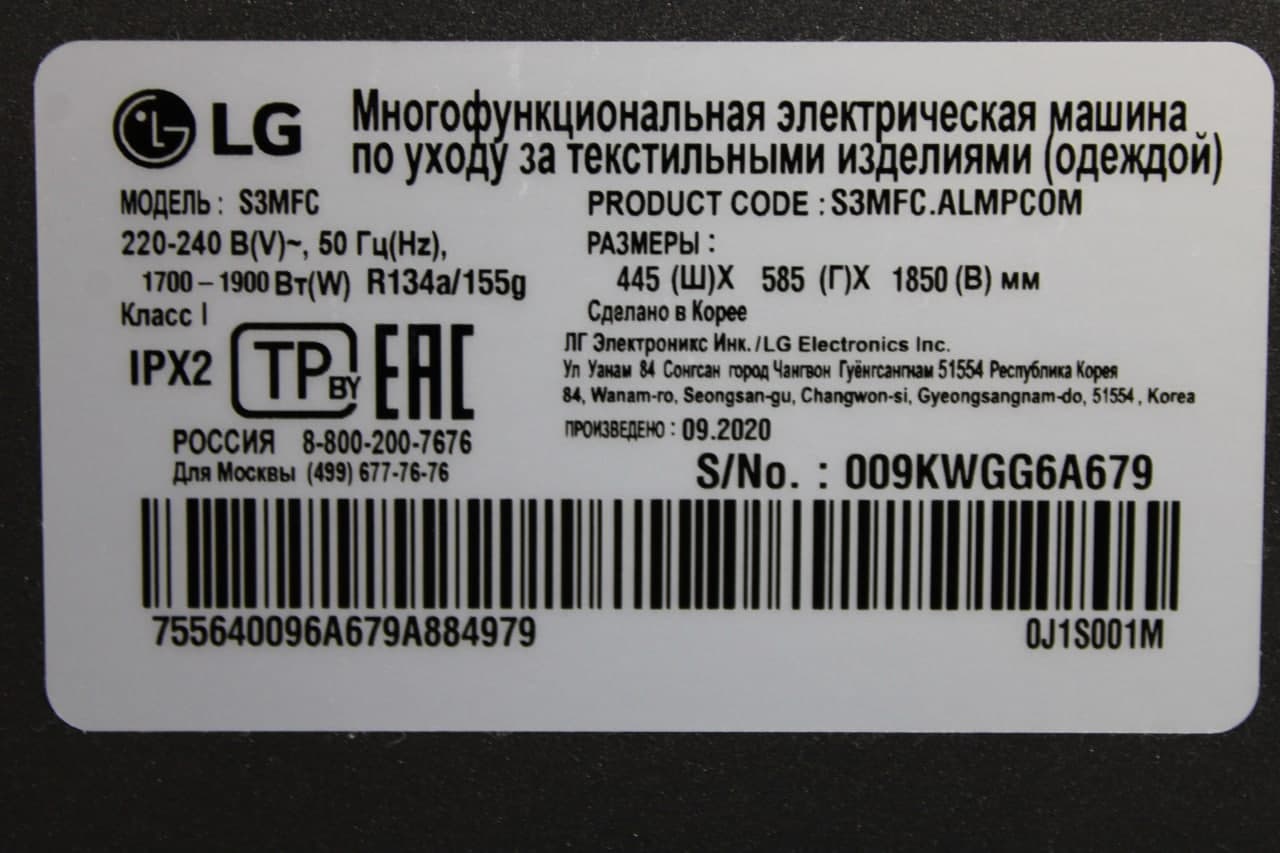 LG
Многофункциональная электрическая машина
по уходу за текстильными изделиями (одеждой)
МОДЕЛЬ : S3MFC
PRODUCT CODE : S3MFC.ALMPCOM
220-240 В(V)~, 50 Гц(Hz),
1700 – 1900 Вт(W) R134a/155g
РАЗМЕРЫ :
445 (Ш)X 585 (Г)X 1850 (В) мм
Класс I
Сделано в Корее
IPX2
TP BY
EAC
ЛГ Электроникс Инк. /LG Electronics Inc.
Ул Уанам 84 Сонгсан город Чангвон Гуёнгсангнам 51554 Республика Корея
84, Wanam-ro, Seongsan-gu, Changwon-si, Gyeongsangnam-do, 51554 , Korea
ПРОИЗВЕДЕНО : 09.2020
РОССИЯ 8-800-200-7676
Для Москвы (499) 677-76-76
S/No. : 009KWGG6A679
755640096A679A884979
0J1S001M